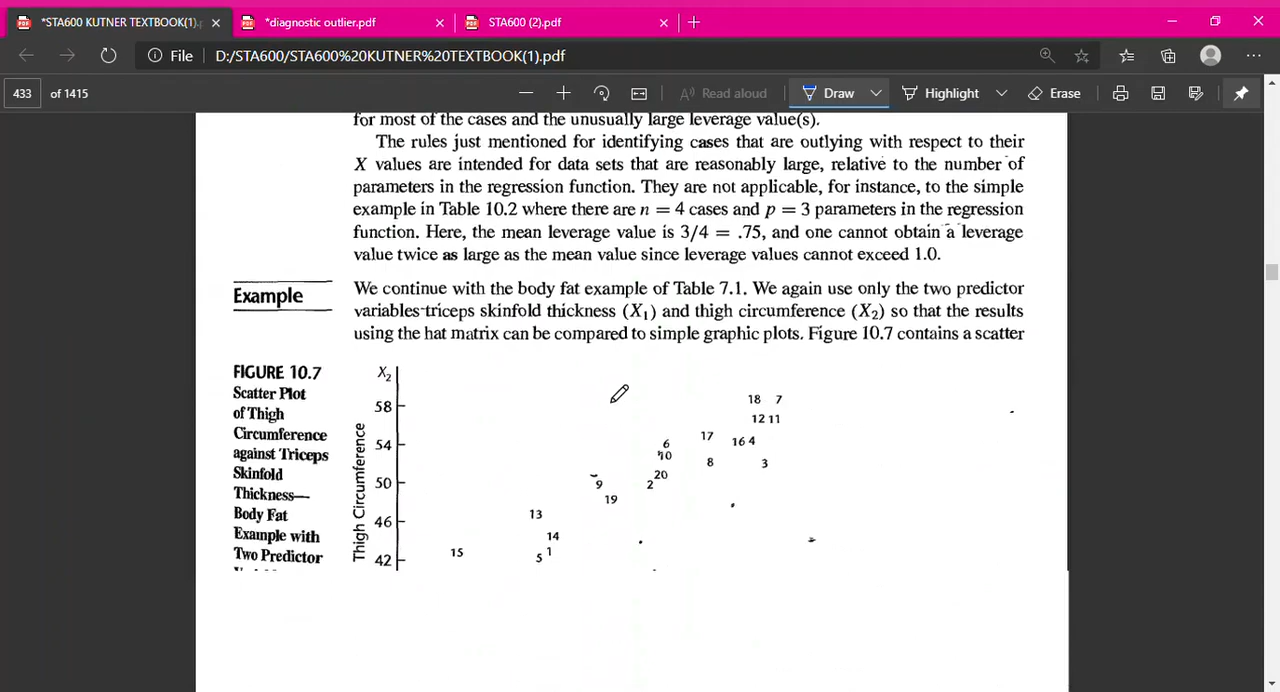 *STA600 KUTNER TEXTBOOK(1).p
*diagnostic outlier.pdf
STA600 (2).pdf
File D:/STA600/STA600%20KUTNER%20TEXTBOOK(1).pdf
433 of 1415 Read aloud Draw Highlight Erase
for most of the cases and the unusually large leverage value(s).
The rules just mentioned for identifying cases that are outlying with respect to their
X values are intended for data sets that are reasonably large, relative to the number of
parameters in the regression function. They are not applicable, for instance, to the simple
example in Table 10.2 where there are n = 4 cases and p = 3 parameters in the regression
function. Here, the mean leverage value is 3/4 = .75, and one cannot obtain a leverage
value twice as large as the mean value since leverage values cannot exceed 1.0.
Example
We continue with the body fat example of Table 7.1. We again use only the two predictor
variables-triceps skinfold thickness (X₁) and thigh circumference (X₂) so that the results
using the hat matrix can be compared to simple graphic plots. Figure 10.7 contains a scatter
FIGURE 10.7
Scatter Plot
of Thigh
Circumference
against Triceps
Skinfold
Thickness—
Body Fat
Example with
Two Predictor
X₂
Thigh Circumference
58
54
50
46
42
18 7
12 11
17
16 4
6
10
8
3
20
9
2
19
13
14
15
1
5